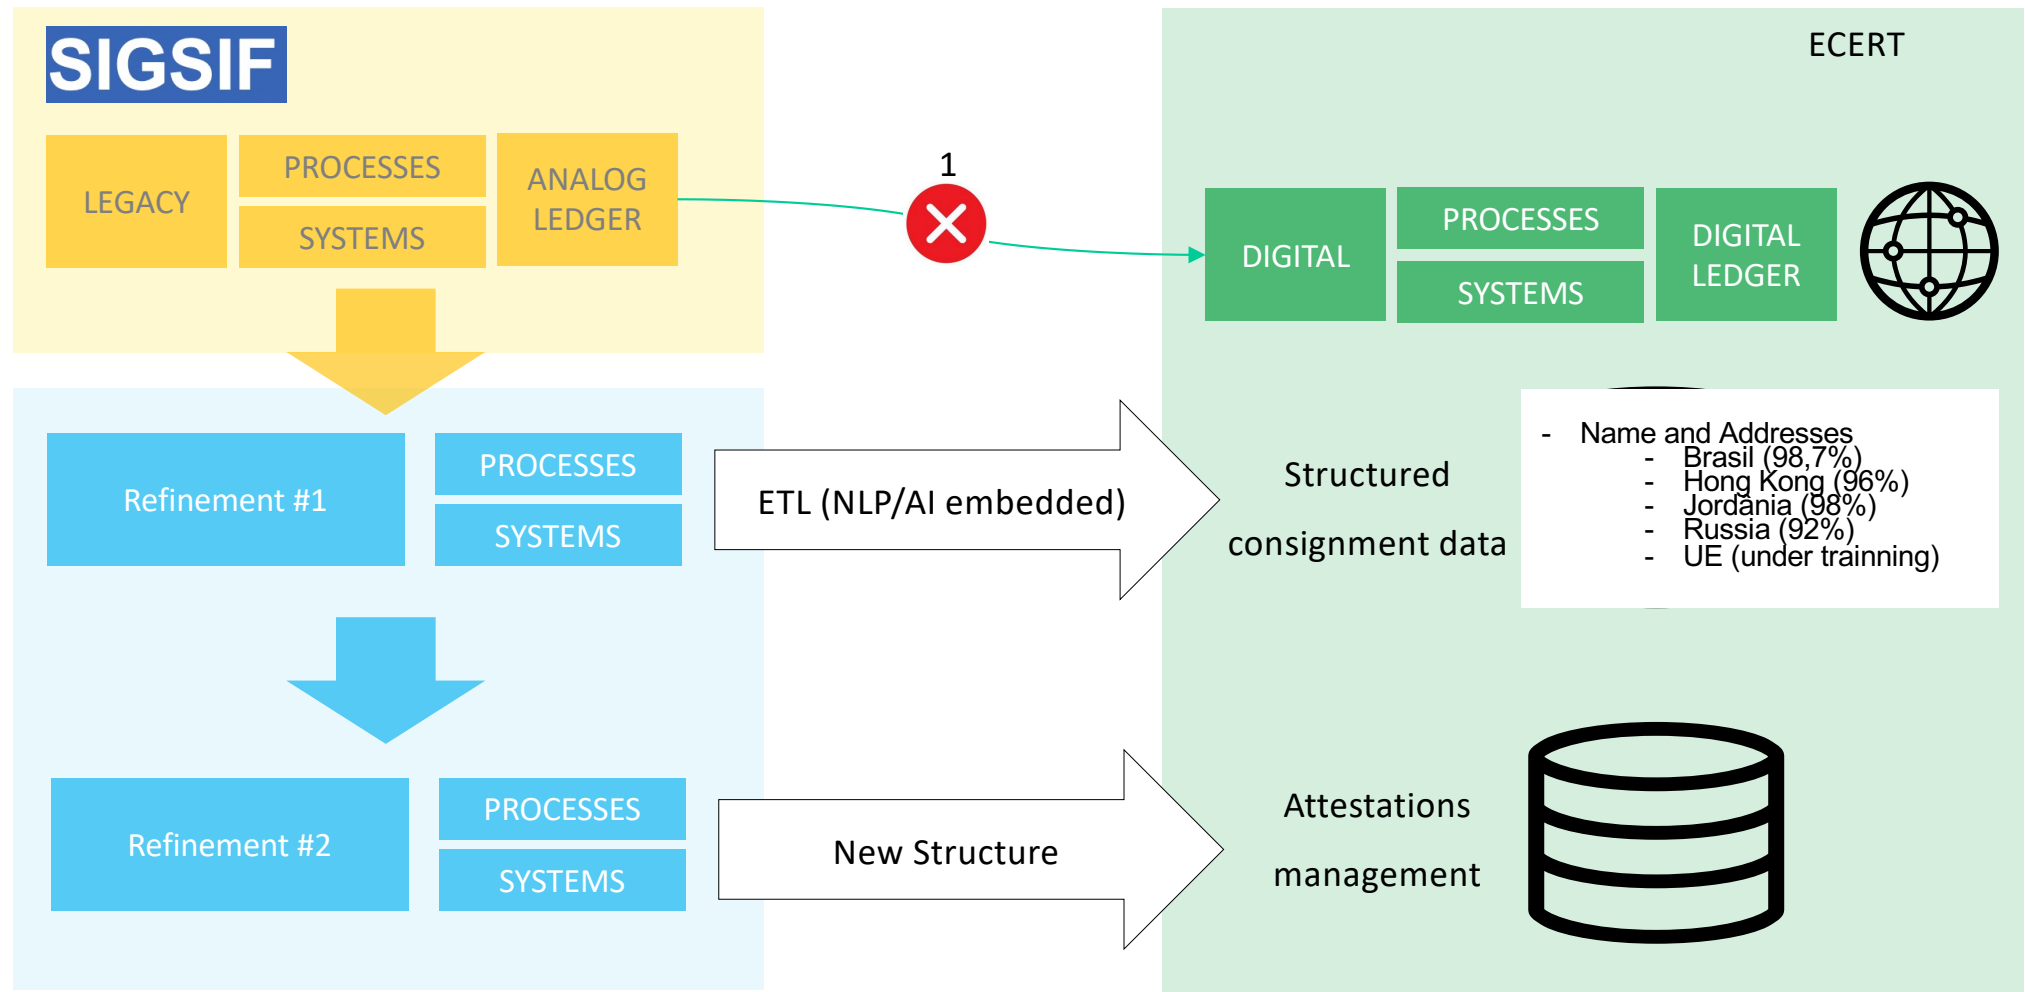 SIGSIF
LEGACY
PROCESSES
SYSTEMS
ANALOG
LEDGER
1
ECERT
DIGITAL
PROCESSES
SYSTEMS
DIGITAL
LEDGER
Refinement #1
PROCESSES
SYSTEMS
ETL (NLP/AI embedded)
Structured
consignment data
- Name and Addresses
- Brasil (98,7%)
- Hong Kong (96%)
- Jordânia (98%)
- Russia (92%)
- UE (under trainning)
Refinement #2
PROCESSES
SYSTEMS
New Structure
Attestations
management